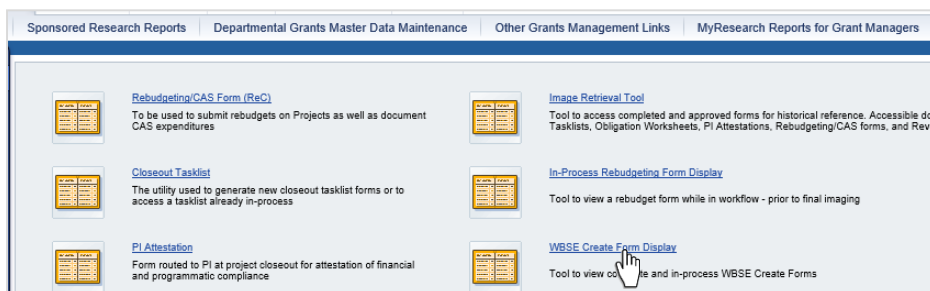 Sponsored Research Reports
Departmental Grants Master Data Maintenance
Other Grants Management Links
MyResearch Reports for Grant Managers
Rebudgeting/CAS Form (ReC)
To be used to submit rebudgets on Projects as well as document
CAS expenditures
Image Retrieval Tool
Tool to access completed and approved forms for historical reference. Accessible
Tasklists, Obligation Worksheets, PI Attestations, Rebudgeting/CAS forms, and
Closeout Tasklist
The utility used to generate new closeout tasklist forms or to
access a tasklist already in-process
In-Process Rebudgeting Form Display
Tool to view a rebudget form while in workflow - prior to final imaging
PI Attestation
Form routed to PI at project closeout for attestation of financial
and programmatic compliance
WBSE Create Form Display
Tool to view and in-process WBSE Create Forms